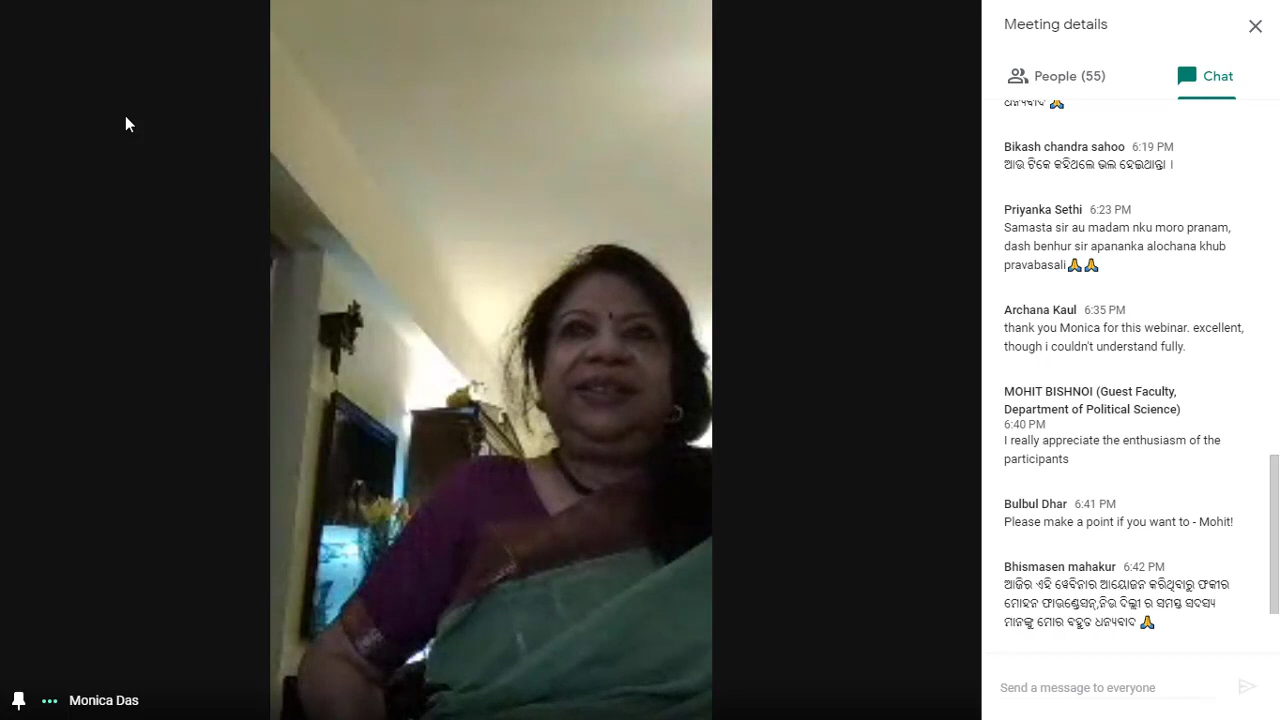 Meeting details
People (55)
Chat
ଧନ୍ୟବାଦ 🙏
Bikash chandra sahoo 6:19 PM
ଆଉ ଟିକେ କହିଥିଲେ ଭଲ ହେଇଥାନ୍ତା ।
Priyanka Sethi 6:23 PM
Samasta sir au madam nku moro pranam,
dash benhur sir apananka alochana khub
pravabasali🙏🙏
Archana Kaul 6:35 PM
thank you Monica for this webinar. excellent,
though i couldn't understand fully.
MOHIT BISHNOI (Guest Faculty,
Department of Political Science)
6:40 PM
I really appreciate the enthusiasm of the
participants
Bulbul Dhar 6:41 PM
Please make a point if you want to - Mohit!
Bhismasen mahakur 6:42 PM
ଆଜିର ଏହି ୱେବିନାର ଆୟୋଜନ କରିଥିବାରୁ ଫକୀର
ମୋହନ ଫାଉଣ୍ଡେସନ୍,ନିଉ ଦିଲ୍ଲୀ ର ସମସ୍ତ ସଦସ୍ୟ
ମାନଙ୍କୁ ମୋର ବହୁତ ଧନ୍ୟବାଦ 🙏
Send a message to everyone
Monica Das